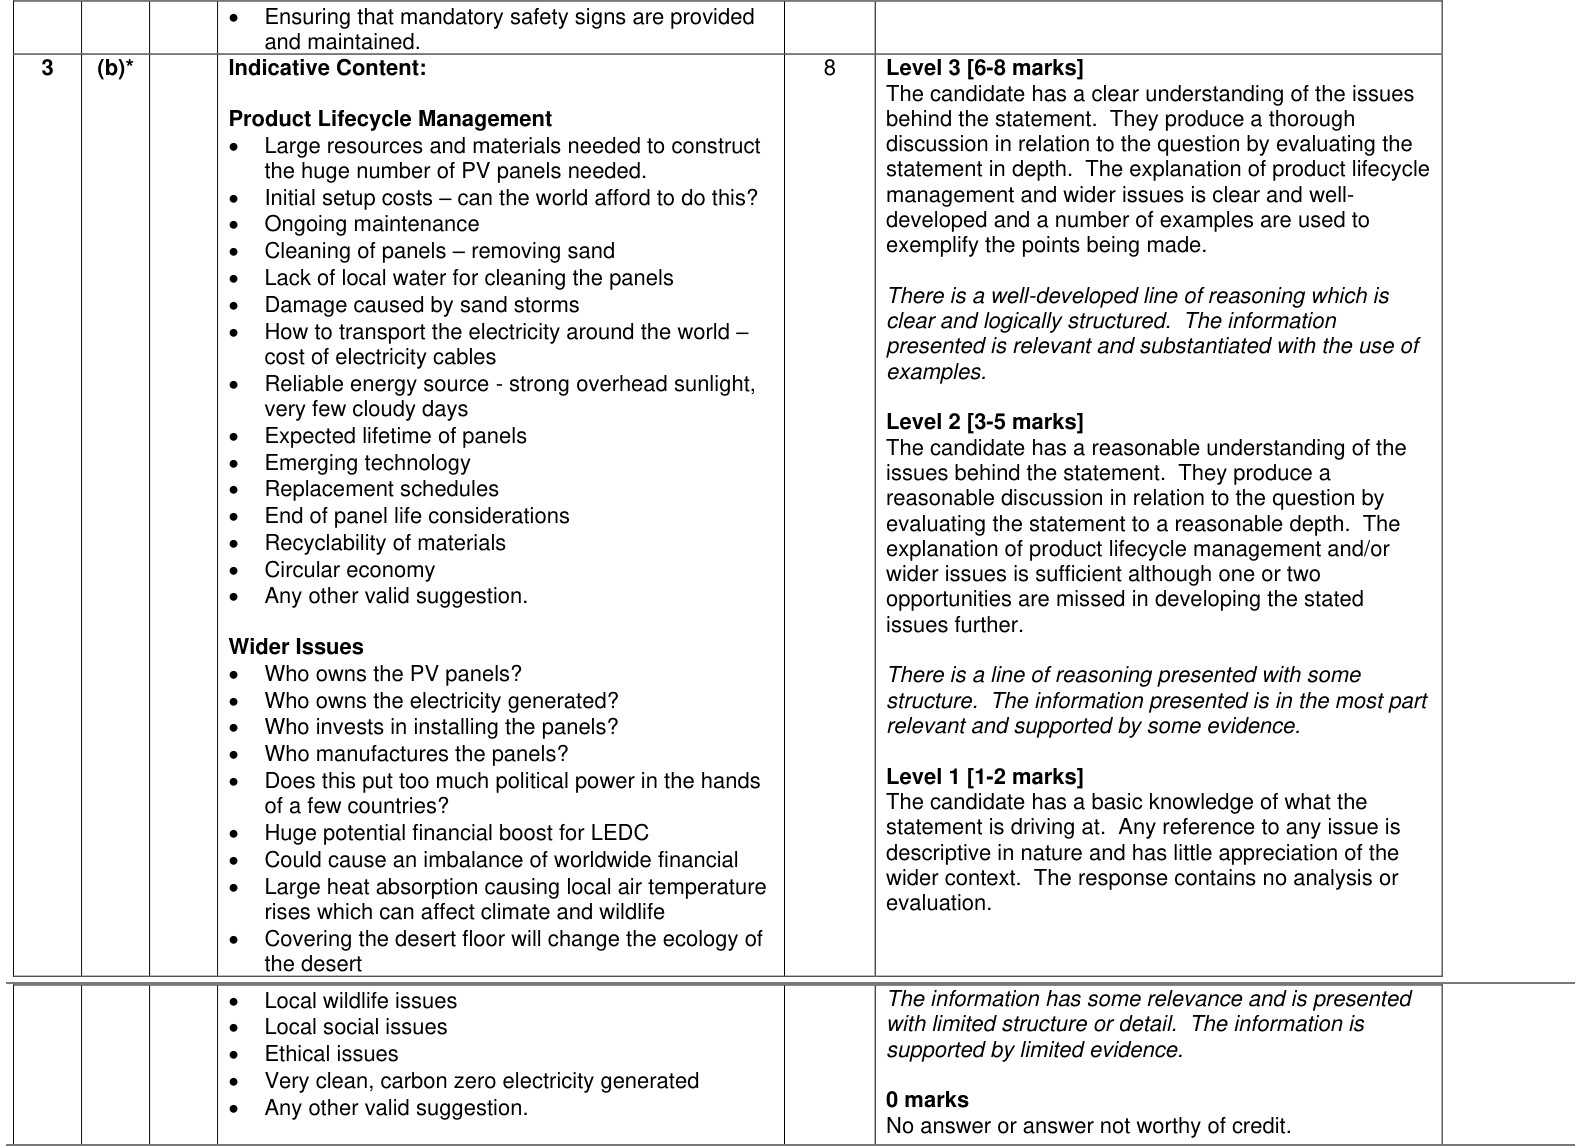 • Ensuring that mandatory safety signs are provided
and maintained.
3 (b)* Indicative Content: 8
Product Lifecycle Management
• Large resources and materials needed to construct
the huge number of PV panels needed.
• Initial setup costs – can the world afford to do this?
• Ongoing maintenance
• Cleaning of panels – removing sand
• Lack of local water for cleaning the panels
• Damage caused by sand storms
• How to transport the electricity around the world –
cost of electricity cables
• Reliable energy source - strong overhead sunlight,
very few cloudy days
• Expected lifetime of panels
• Emerging technology
• Replacement schedules
• End of panel life considerations
• Recyclability of materials
• Circular economy
• Any other valid suggestion.
Wider Issues
• Who owns the PV panels?
• Who owns the electricity generated?
• Who invests in installing the panels?
• Who manufactures the panels?
• Does this put too much political power in the hands
of a few countries?
• Huge potential financial boost for LEDC
• Could cause an imbalance of worldwide financial
• Large heat absorption causing local air temperature
rises which can affect climate and wildlife
• Covering the desert floor will change the ecology of
the desert
Level 3 [6-8 marks]
The candidate has a clear understanding of the issues
behind the statement. They produce a thorough
discussion in relation to the question by evaluating the
statement in depth. The explanation of product lifecycle
management and wider issues is clear and well-
developed and a number of examples are used to
exemplify the points being made.
There is a well-developed line of reasoning which is
clear and logically structured. The information
presented is relevant and substantiated with the use of
examples.
Level 2 [3-5 marks]
The candidate has a reasonable understanding of the
issues behind the statement. They produce a
reasonable discussion in relation to the question by
evaluating the statement to a reasonable depth. The
explanation of product lifecycle management and/or
wider issues is sufficient although one or two
opportunities are missed in developing the stated
issues further.
There is a line of reasoning presented with some
structure. The information presented is in the most part
relevant and supported by some evidence.
Level 1 [1-2 marks]
The candidate has a basic knowledge of what the
statement is driving at. Any reference to any issue is
descriptive in nature and has little appreciation of the
wider context. The response contains no analysis or
evaluation.
• Local wildlife issues
• Local social issues
• Ethical issues
• Very clean, carbon zero electricity generated
• Any other valid suggestion.
The information has some relevance and is presented
with limited structure or detail. The information is
supported by limited evidence.
0 marks
No answer or answer not worthy of credit.